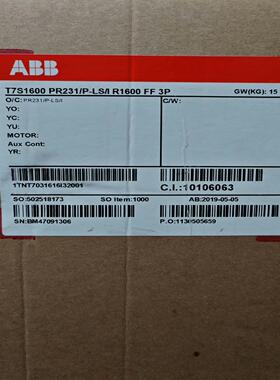 ABB
T7S1600 PR231/P-LS/I R1600 FF 3P GW(KG): 15
O/C: PR231/P-LS/I C/W:
YO:
YC:
YU:
MOTOR:
Aux Cont:
YR:
1TNT7031616I32001 C.I.:10106063
SO:502518173 SO Item:1000 AB:2019-05-05
SN:BM47091306 P.O:1130505659